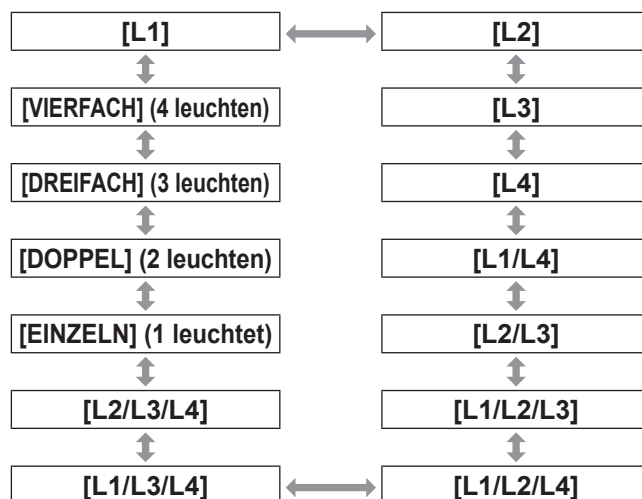 [L1]
[L2]
[VIERFACH] (4 leuchten)
[L3]
[DREIFACH] (3 leuchten)
[L4]
[DOPPEL] (2 leuchten)
[L1/L4]
[EINZELN] (1 leuchtet)
[L2/L3]
[L2/L3/L4]
[L1/L2/L3]
[L1/L3/L4]
[L1/L2/L4]